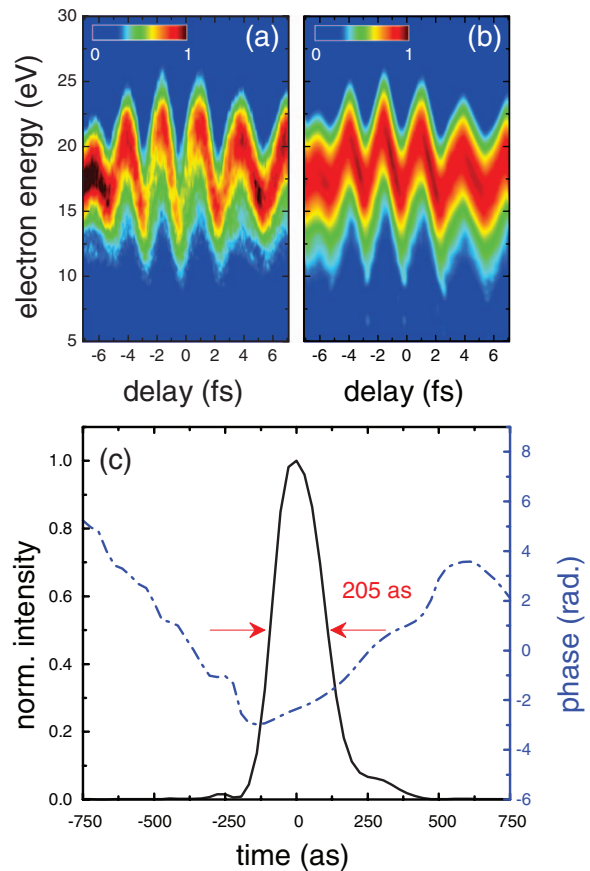 (a)
(b)
0 1
0 1
electron energy (eV)
30
25
20
15
10
5
-6 -4 -2 0 2 4 6
-6 -4 -2 0 2 4 6
delay (fs)
delay (fs)
(c)
norm. intensity
1.0
0.8
0.6
0.4
0.2
0.0
205 as
8
6
4
2
0
-2
-4
-6
phase (rad.)
-750 -500 -250 0 250 500 750
time (as)